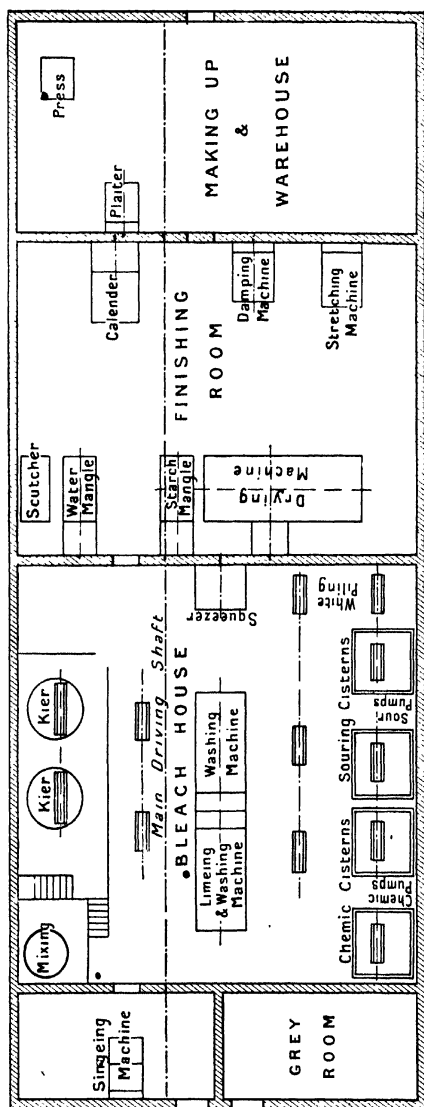 Singeing
Machine
GREY
ROOM
Mixing
Kier
Kier
Main Driving Shaft
BLEACH HOUSE
Limeing
& Washing
Machine
Washing
Machine
Squeezer
White
Piling
Chemic Cisterns
Chemic
Pumps
Souring Cisterns
Sour
Pumps
Scutcher
Water
Mangle
Starch
Mangle
Drying
Machine
FINISHING
ROOM
Calender
Damping
Machine
Stretching
Machine
Plaiter
Press
MAKING UP
&
WAREHOUSE